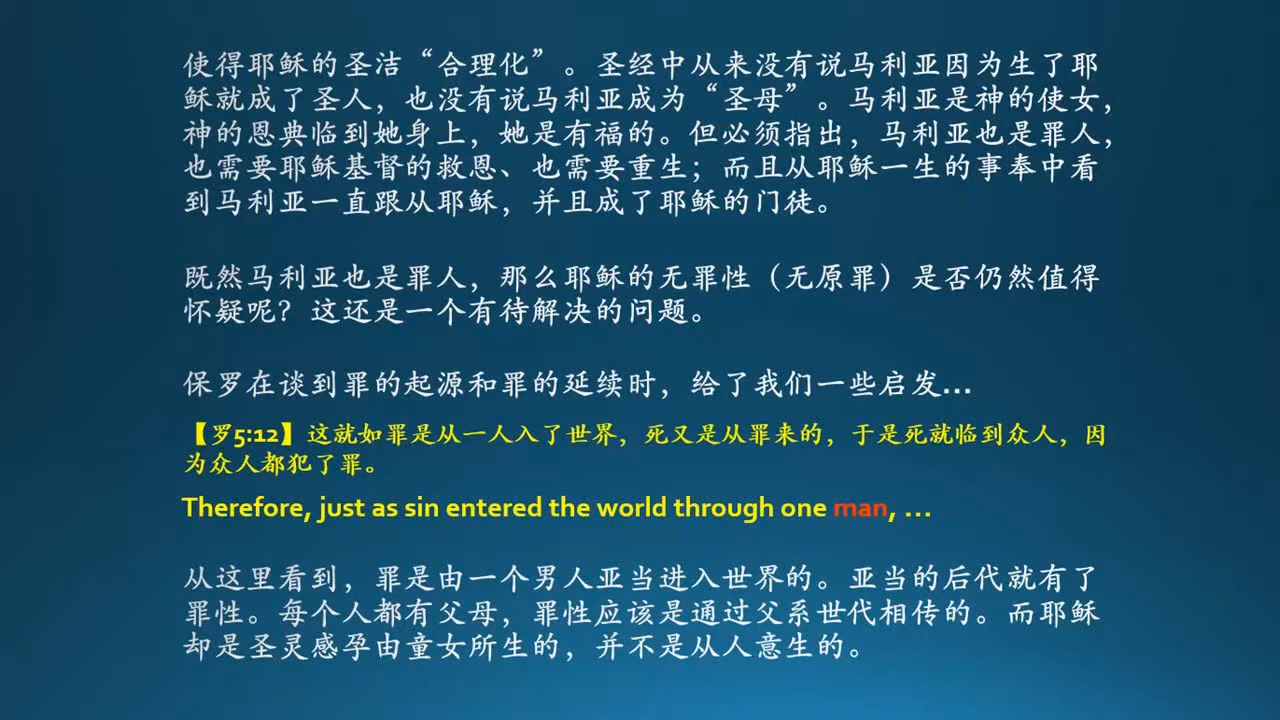 使得耶稣的圣洁“合理化”。圣经中从来没有说马利亚因为生了耶
稣就成了圣人，也没有说马利亚成为“圣母”。马利亚是神的使女，
神的恩典临到她身上，她是有福的。但必须指出，马利亚也是罪人，
也需要耶稣基督的救恩、也需要重生；而且从耶稣一生的事奉中看
到马利亚一直跟从耶稣，并且成了耶稣的门徒。
既然马利亚也是罪人，那么耶稣的无罪性（无原罪）是否仍然值得
怀疑呢？这还是一个有待解决的问题。
保罗在谈到罪的起源和罪的延续时，给了我们一些启发…
【罗5:12】这就如罪是从一人入了世界，死又是从罪来的，于是死就临到众人，因
为众人都犯了罪。
Therefore, just as sin entered the world through one man, …
从这里看到，罪是由一个男人亚当进入世界的。亚当的后代就有了
罪性。每个人都有父母，罪性应该是通过父系世代相传的。而耶稣
却是圣灵感孕由童女所生的，并不是从人意生的。